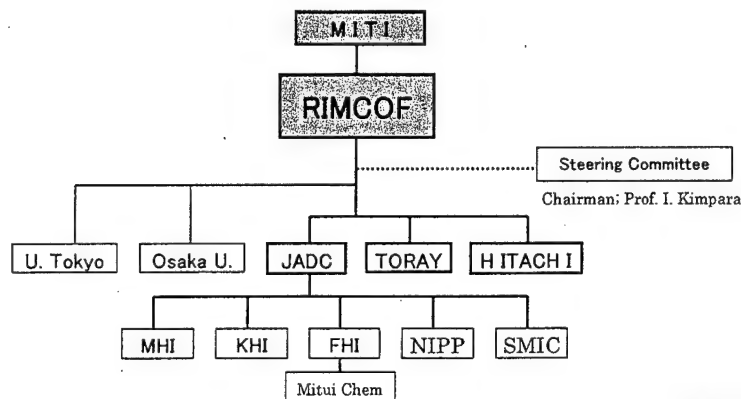 MITI
RIMCOF
Steering Committee
Chairman; Prof. I. Kimpara
U. Tokyo
Osaka U.
JADC
TORAY
HITACHI
MHI
KHI
FHI
NIPP
SMIC
Mitui Chem